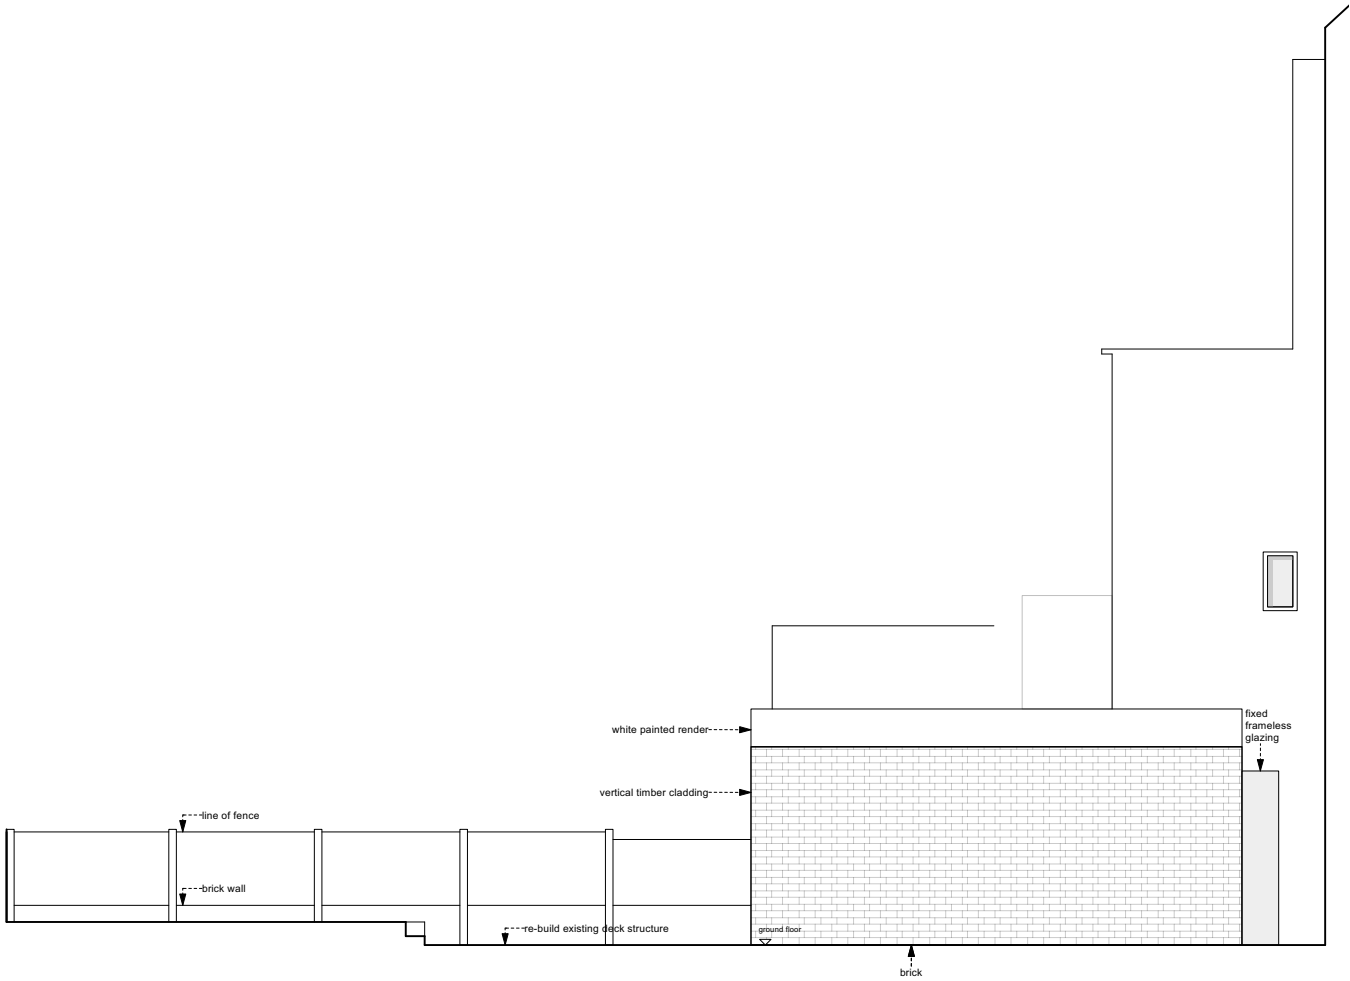 fixed
frameless
glazing
white painted render
vertical timber cladding
line of fence
brick wall
re-build existing deck structure
ground floor
brick